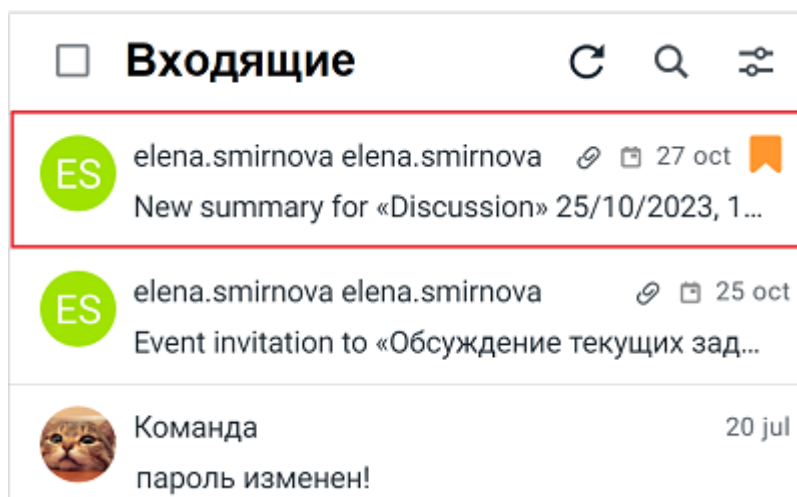 Входящие
ES elena.smirnova elena.smirnova 27 oct
New summary for «Discussion» 25/10/2023, 1...
ES elena.smirnova elena.smirnova 25 oct
Event invitation to «Обсуждение текущих зад...
Команда 20 jul
пароль изменен!